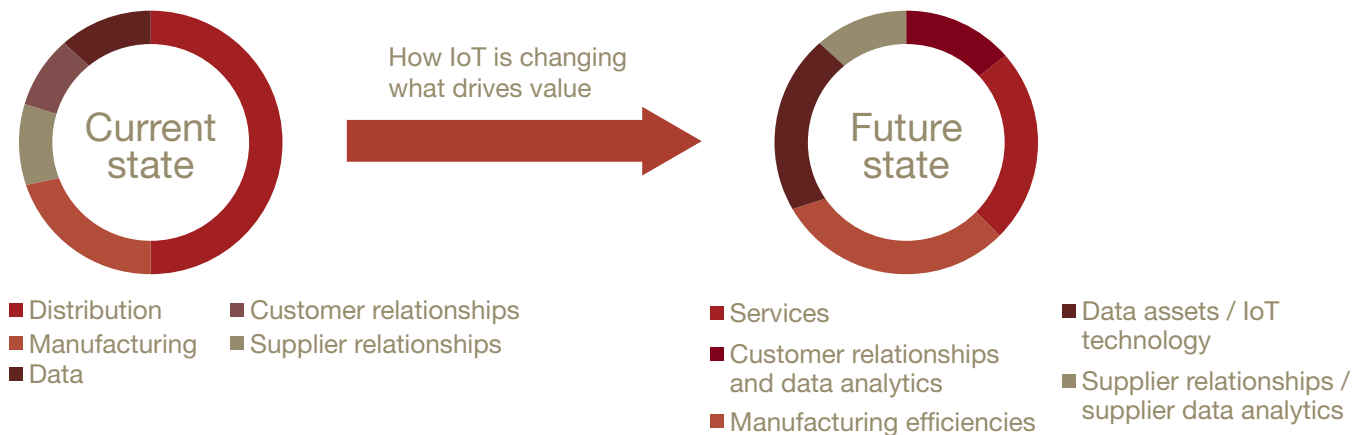 Current
state
How IoT is changing
what drives value
Future
state
Distribution
Manufacturing
Data
Customer relationships
Supplier relationships
Services
Customer relationships
and data analytics
Manufacturing efficiencies
Data assets / IoT
technology
Supplier relationships /
supplier data analytics